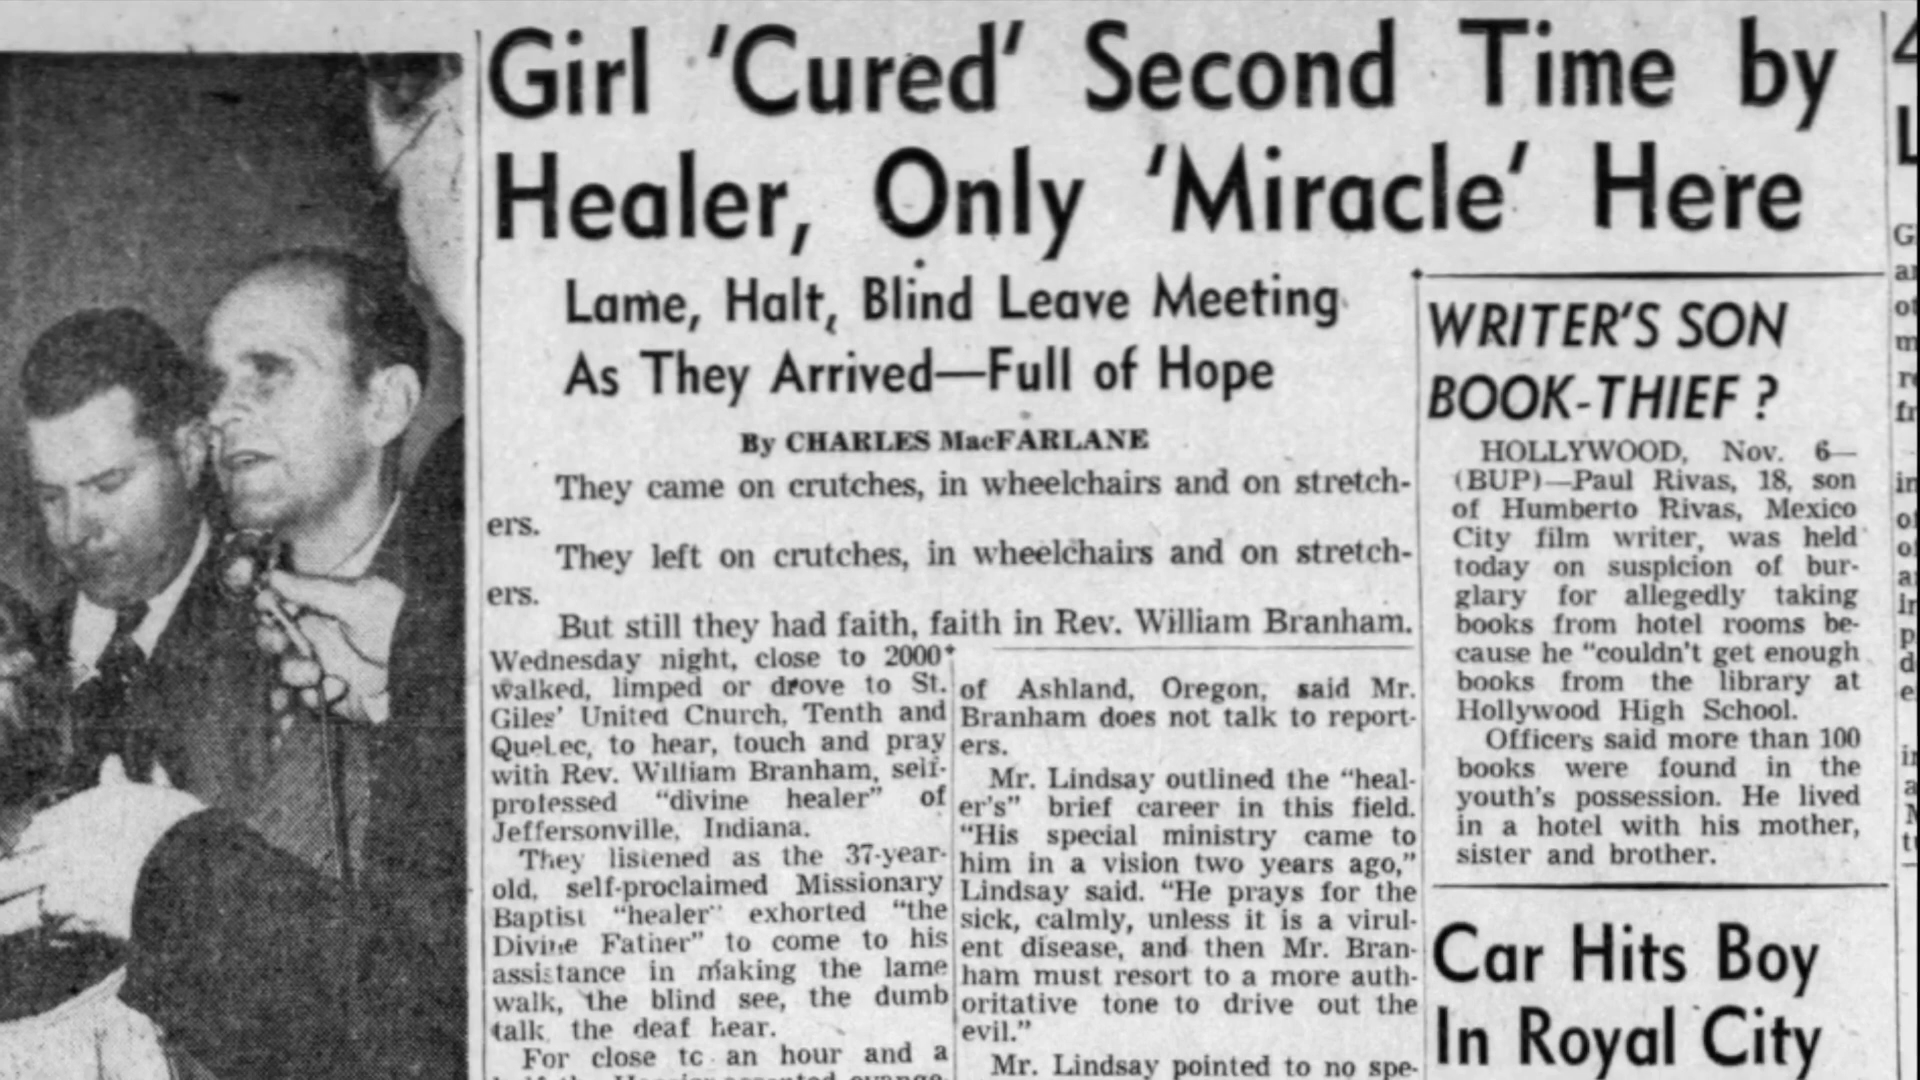 Girl 'Cured' Second Time by
Healer, Only 'Miracle' Here
Lame, Halt, Blind Leave Meeting
As They Arrived—Full of Hope
By CHARLES MacFARLANE
They came on crutches, in wheelchairs and on stretch-
ers.
They left on crutches, in wheelchairs and on stretch-
ers.
But still they had faith, faith in Rev. William Branham.
Wednesday night, close to 2000
walked, limped or drove to St.
Giles' United Church, Tenth and
Quebec, to hear, touch and pray
with Rev. William Branham, self-
professed "divine healer" of
Jeffersonville, Indiana.
They listened as the 37-year-
old, self-proclaimed Missionary
Baptist "healer" exhorted "the
Divine Father" to come to his
assistance in making the lame
walk, the blind see, the dumb
talk, the deaf hear.
For close to an hour and a
of Ashland, Oregon, said Mr.
Branham does not talk to report-
ers.
Mr. Lindsay outlined the "heal-
er's" brief career in this field.
"His special ministry came to
him in a vision two years ago,"
Lindsay said. "He prays for the
sick, calmly, unless it is a virul-
ent disease, and then Mr. Bran-
ham must resort to a more auth-
oritative tone to drive out the
evil."
Mr. Lindsay pointed to no spe-
WRITER'S SON
BOOK-THIEF ?
HOLLYWOOD, Nov. 6—
(BUP)—Paul Rivas, 18, son
of Humberto Rivas, Mexico
City film writer, was held
today on suspicion of bur-
glary for allegedly taking
books from hotel rooms be-
cause he "couldn't get enough
books from the library at
Hollywood High School.
Officers said more than 100
books were found in the
youth's possession. He lived
in a hotel with his mother,
sister and brother.
Car Hits Boy
In Royal City